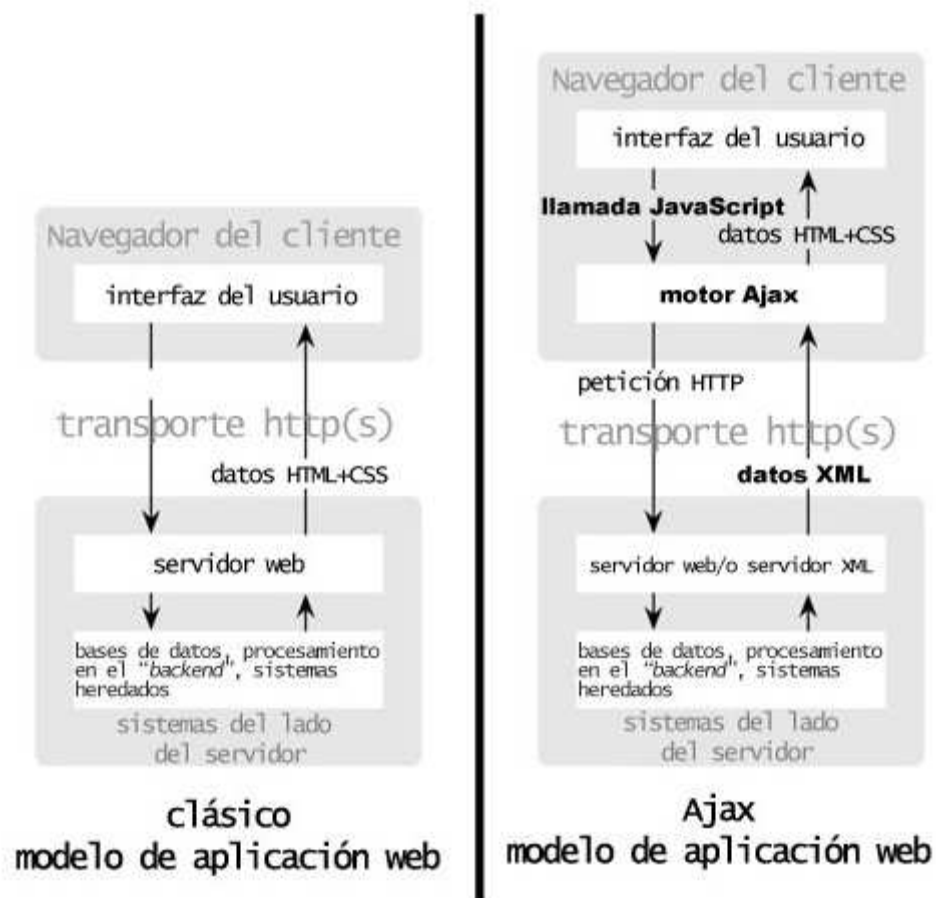 Navegador del cliente
interfaz del usuario
transporte http(s)
datos HTML+CSS
servidor web
bases de datos, procesamiento
en el "backend", sistemas
heredados
sistemas del lado
del servidor
clásico
modelo de aplicación web
Navegador del cliente
interfaz del usuario
llamada JavaScript
datos HTML+CSS
motor Ajax
petición HTTP
transporte http(s)
datos XML
servidor web/o servidor XML
bases de datos, procesamiento
en el "backend", sistemas
heredados
sistemas del lado
del servidor
Ajax
modelo de aplicación web